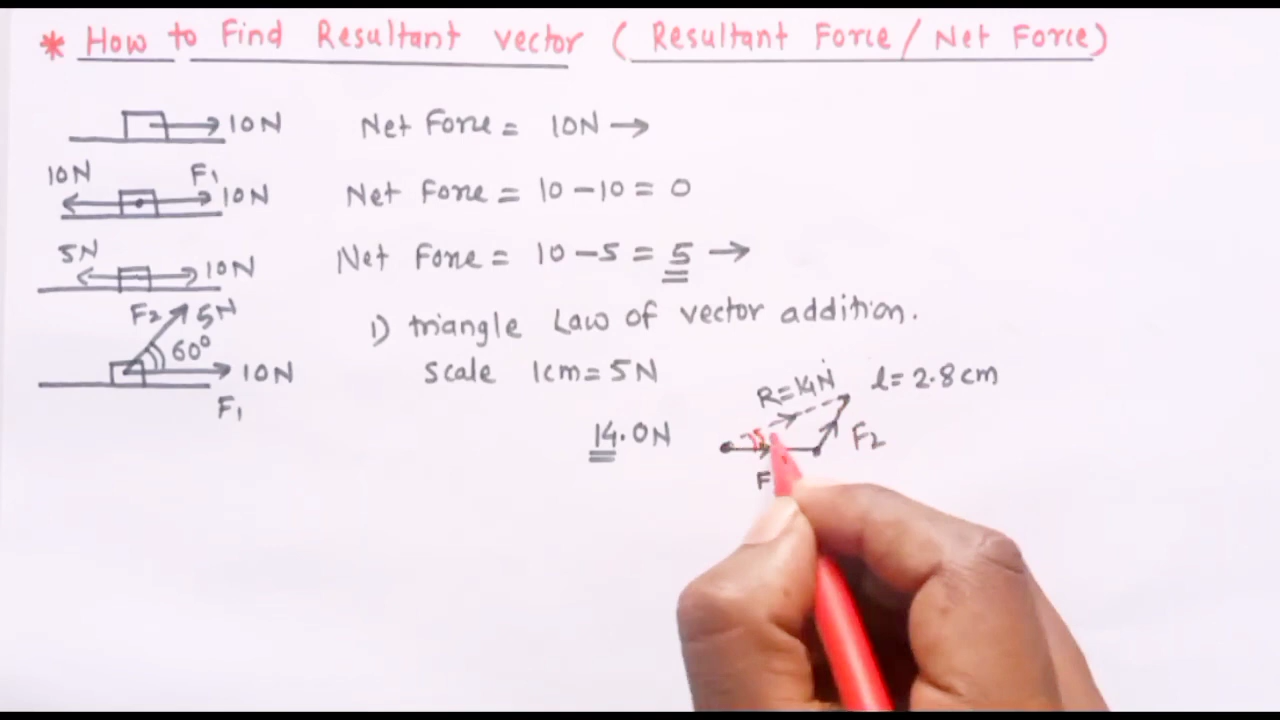 * How to Find Resultant vector ( Resultant Force / Net Force)
10N Net Force = 10N →
10N F₁ 10N Net Force = 10 - 10 = 0
5N 10N Net Force = 10 - 5 = 5 →
F₂ 5N 1) triangle Law of vector addition.
60° 10N scale 1cm = 5N
F₁
R = 14N l = 2.8 cm
14.0N F₂
F